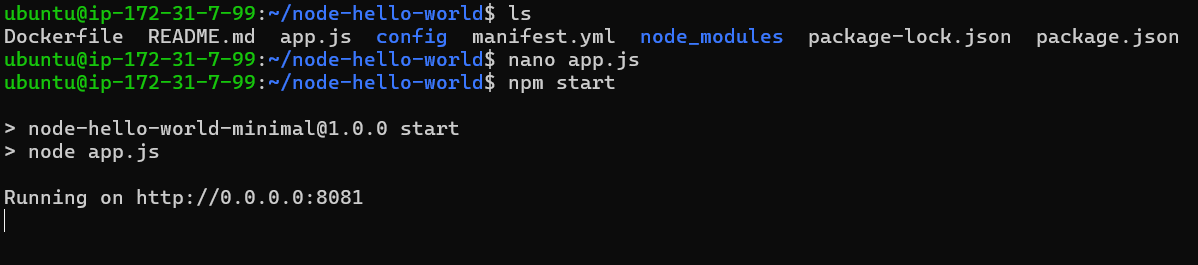 ubuntu@ip-172-31-7-99:~/node-hello-world$ ls
Dockerfile  README.md  app.js  config  manifest.yml  node_modules  package-lock.json  package.json
ubuntu@ip-172-31-7-99:~/node-hello-world$ nano app.js
ubuntu@ip-172-31-7-99:~/node-hello-world$ npm start
> node-hello-world-minimal@1.0.0 start
> node app.js
Running on http://0.0.0.0:8081